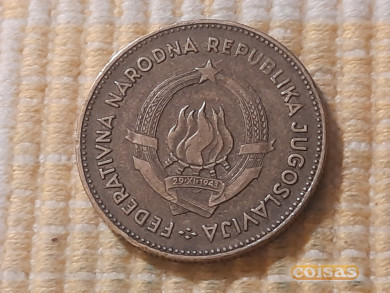 FEDERATIVNA NARODNA REPUBLIKA JUGOSLAVIJA
29·XI·1943
coisas